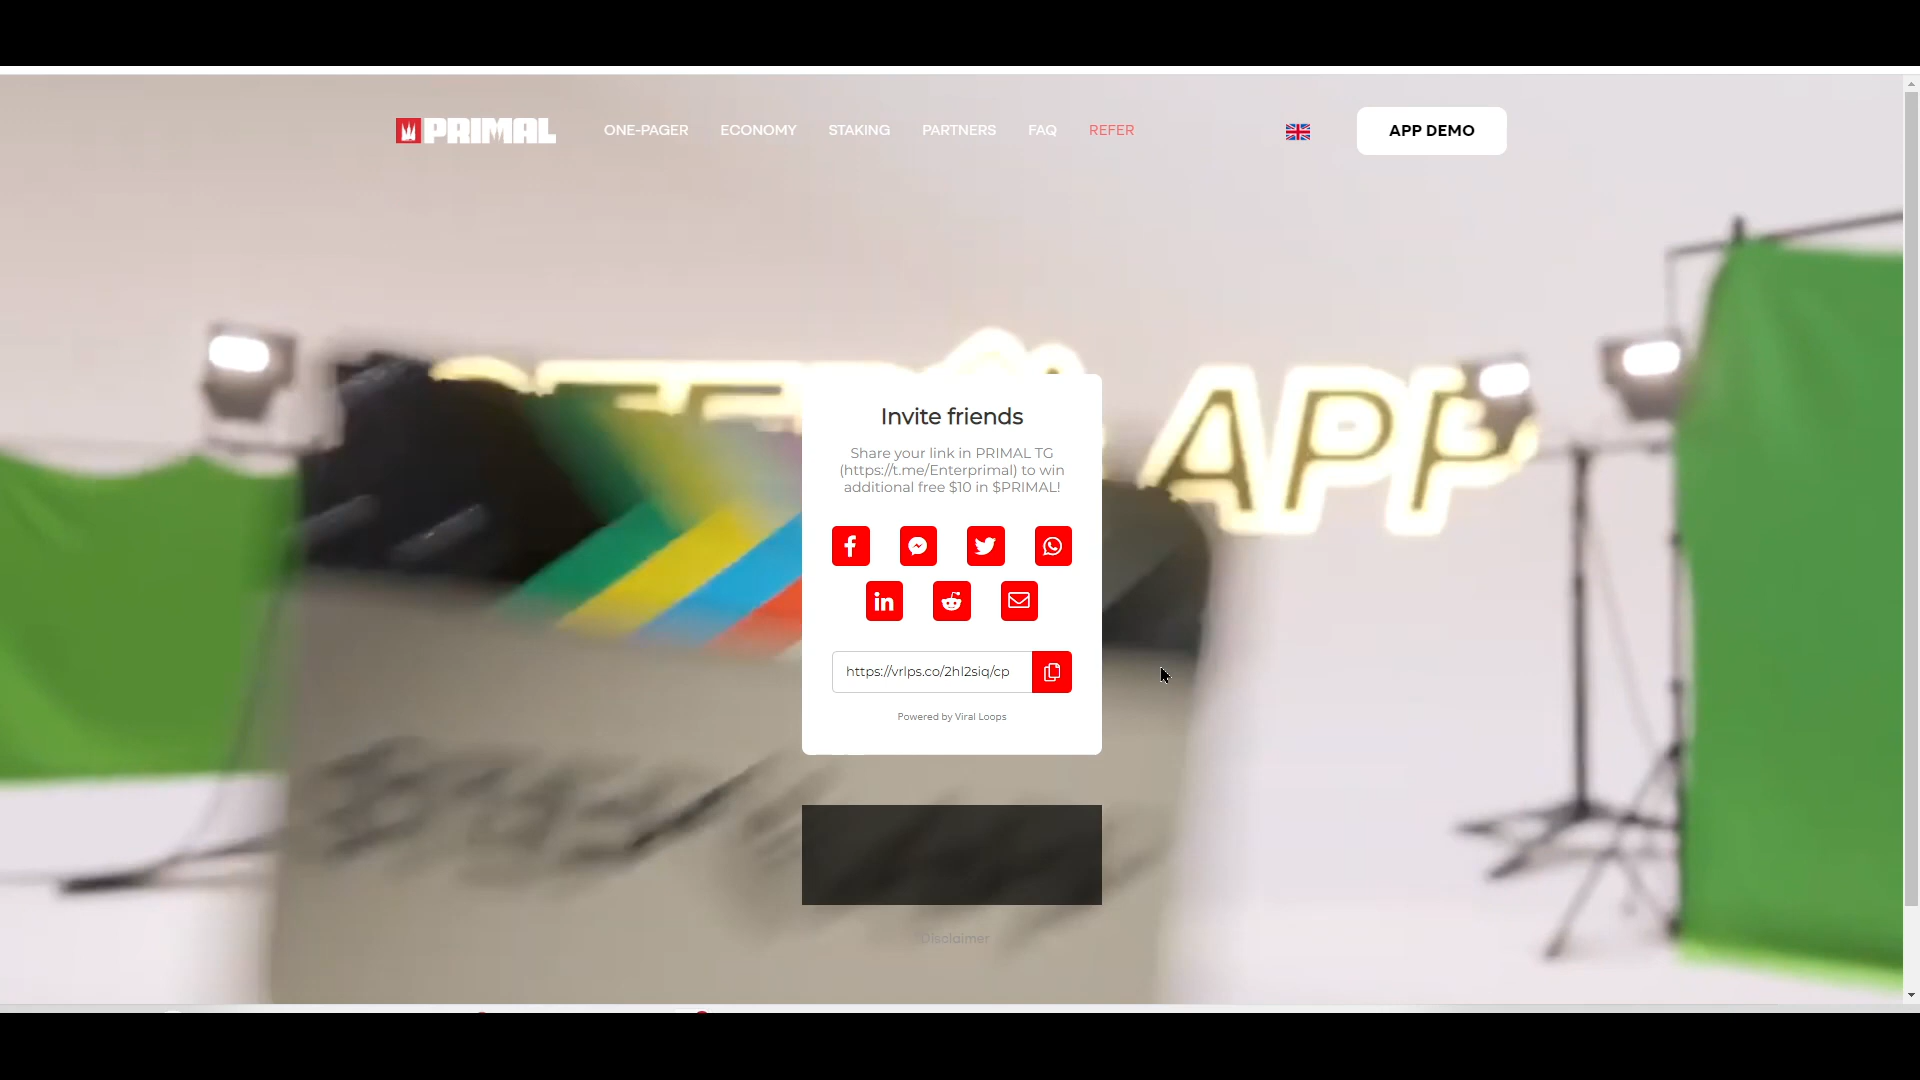 PRIMAL
ONE-PAGER ECONOMY STAKING PARTNERS FAQ REFER
APP DEMO
APP
Invite friends
Share your link in PRIMAL TG
(https://t.me/Enterprimal) to win
additional free $10 in $PRIMAL!
https://vrlps.co/2hl2siq/cp
Powered by Viral Loops
*Disclaimer